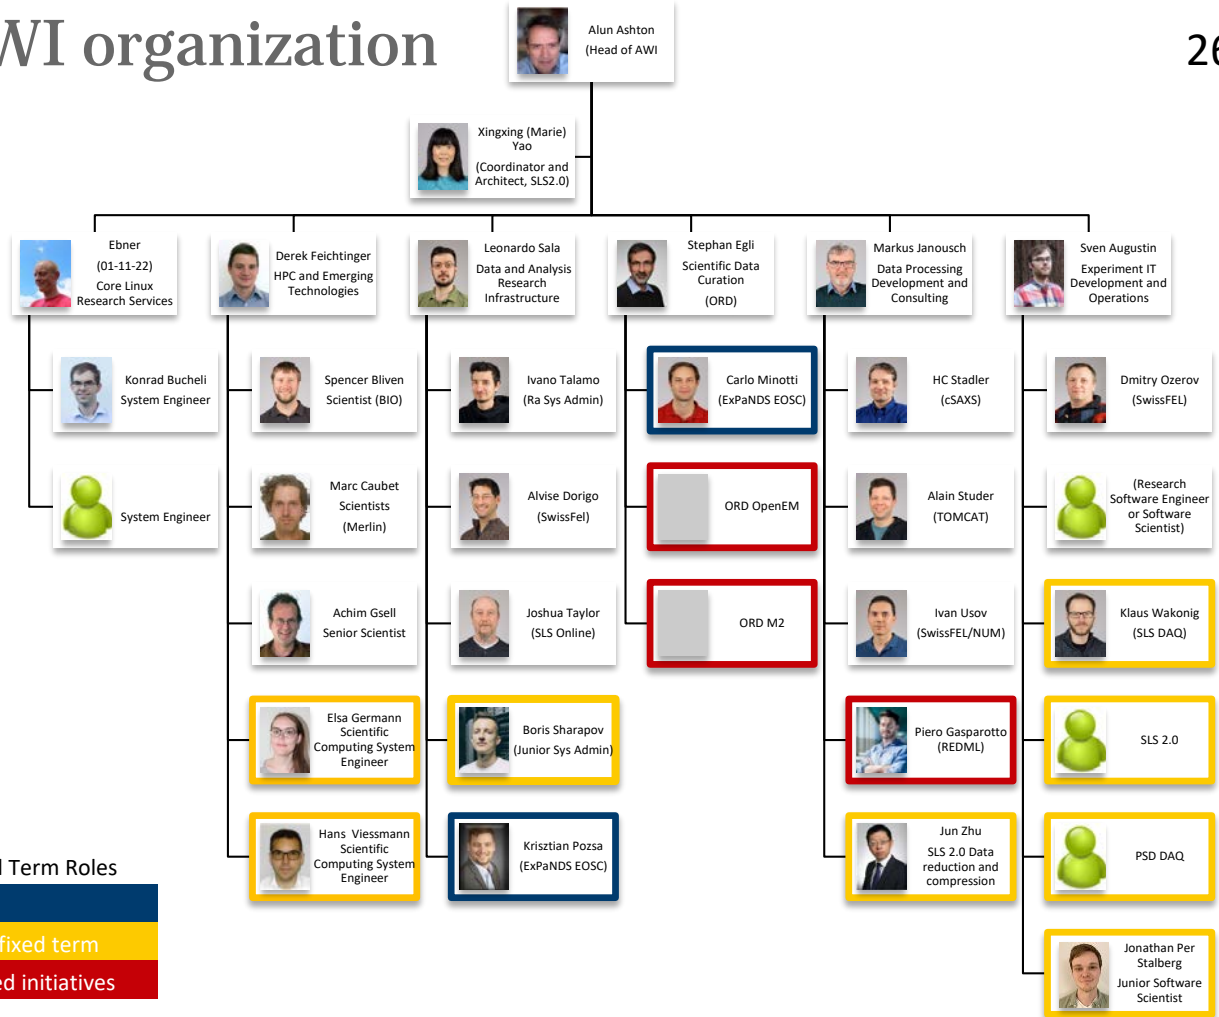 WI organization
26
Alun Ashton
(Head of AWI
Xingxing (Marie)
Yao
(Coordinator and
Architect, SLS2.0)
Ebner
(01-11-22)
Core Linux
Research Services
Derek Feichtinger
HPC and Emerging
Technologies
Leonardo Sala
Data and Analysis
Research
Infrastructure
Stephan Egli
Scientific Data
Curation
(ORD)
Markus Janousch
Data Processing
Development and
Consulting
Sven Augustin
Experiment IT
Development and
Operations
Konrad Bucheli
System Engineer
Spencer Bliven
Scientist (BIO)
Ivano Talamo
(Ra Sys Admin)
Carlo Minotti
(ExPaNDS EOSC)
HC Stadler
(cSAXS)
Dmitry Ozerov
(SwissFEL)
System Engineer
Marc Caubet
Scientists
(Merlin)
Alvise Dorigo
(SwissFel)
ORD OpenEM
Alain Studer
(TOMCAT)
(Research
Software Engineer
or Software
Scientist)
Achim Gsell
Senior Scientist
Joshua Taylor
(SLS Online)
ORD M2
Ivan Usov
(SwissFEL/NUM)
Klaus Wakonig
(SLS DAQ)
Elsa Germann
Scientific
Computing System
Engineer
Boris Sharapov
(Junior Sys Admin)
Piero Gasparotto
(REDML)
SLS 2.0
Hans Viessmann
Scientific
Computing System
Engineer
Krisztian Pozsa
(ExPaNDS EOSC)
Jun Zhu
SLS 2.0 Data
reduction and
compression
PSD DAQ
Jonathan Per
Stalberg
Junior Software
Scientist
Term Roles
fixed term
ed initiatives